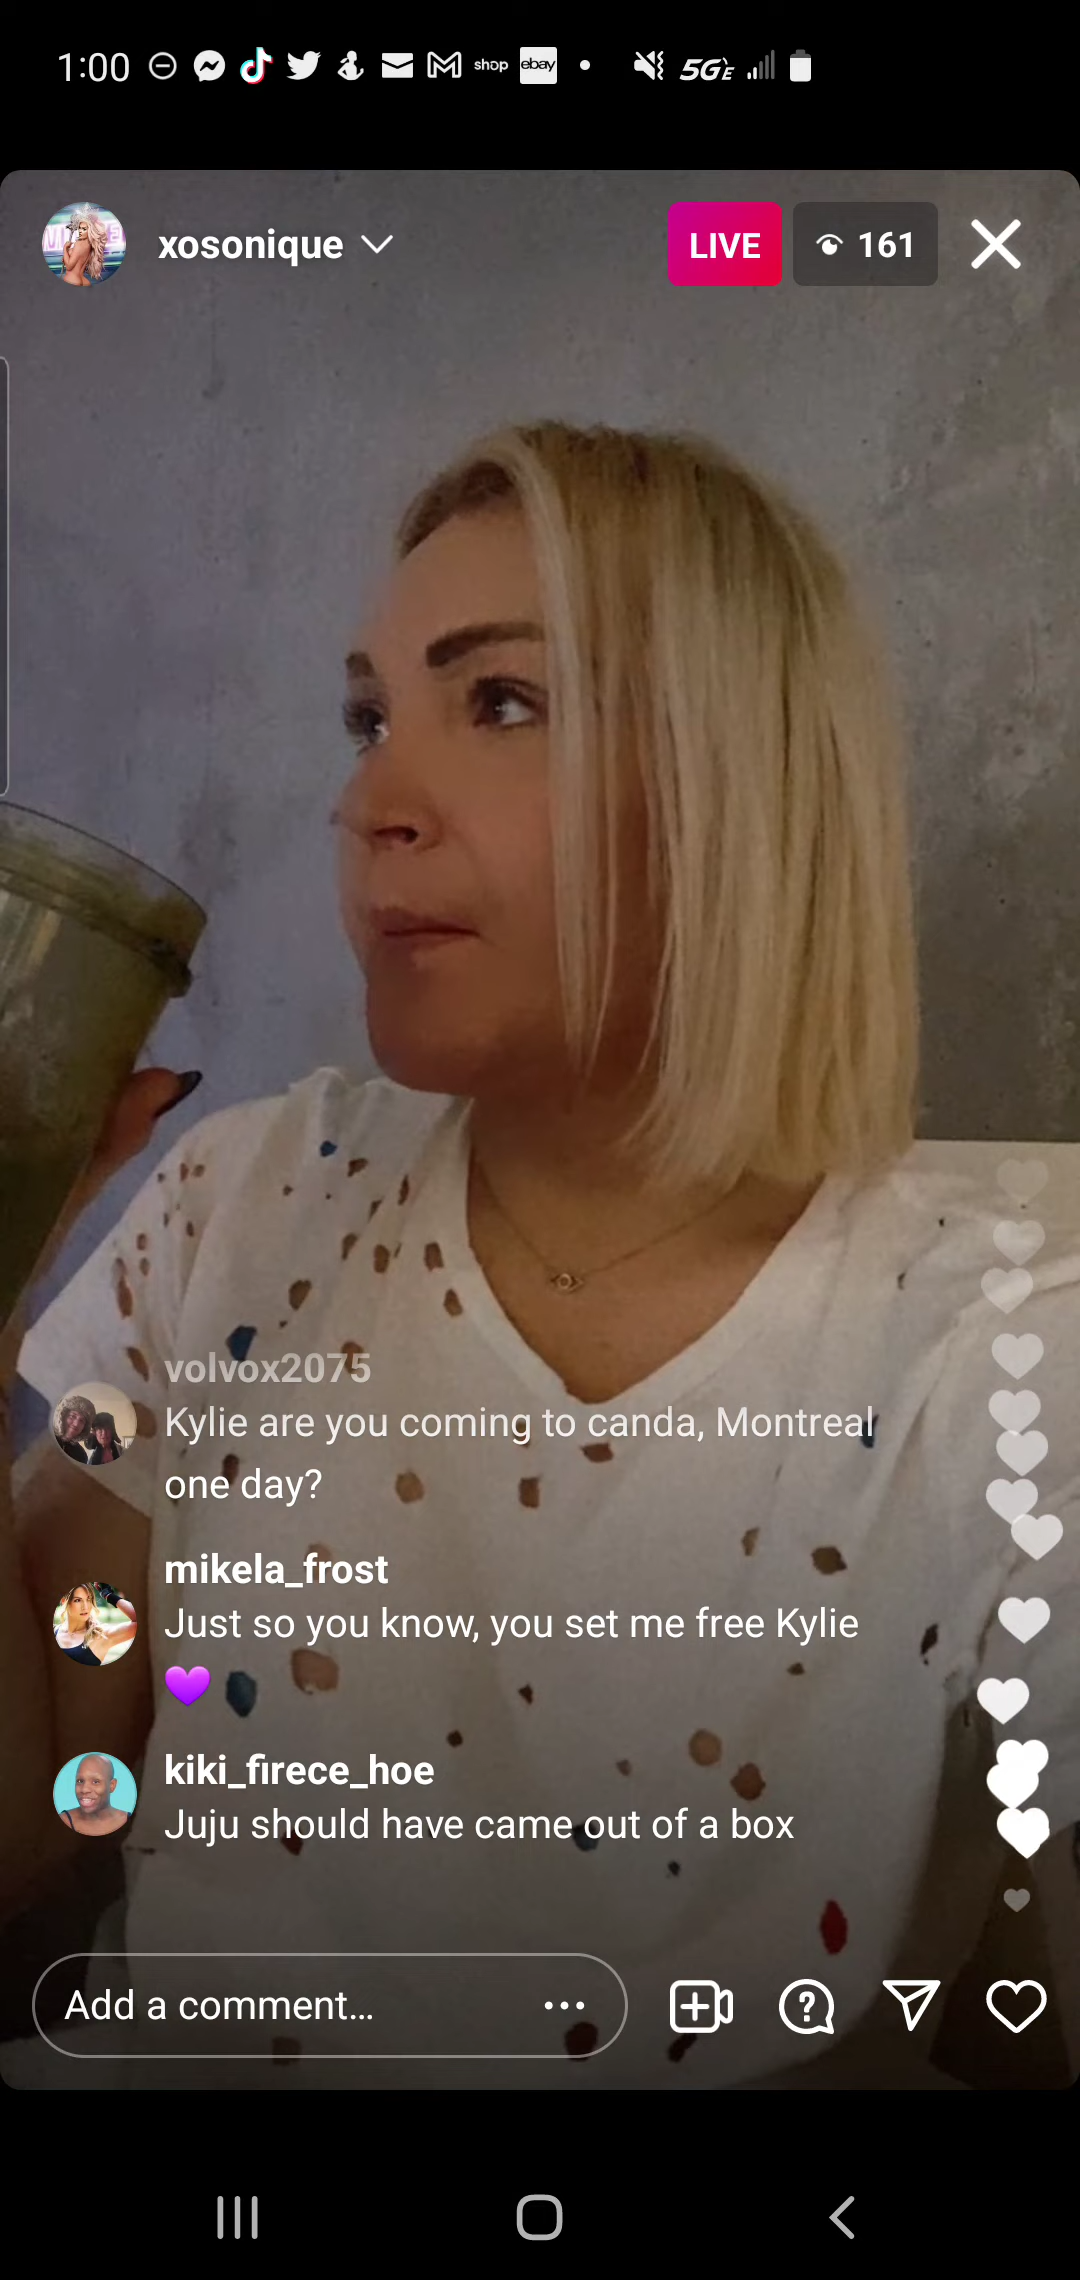 1:00
shop
ebay
5GE
xosonique
LIVE
161
volvox2075
Kylie are you coming to canda, Montreal
one day?
mikela_frost
Just so you know, you set me free Kylie
💜
kiki_firece_hoe
Juju should have came out of a box
Add a comment...